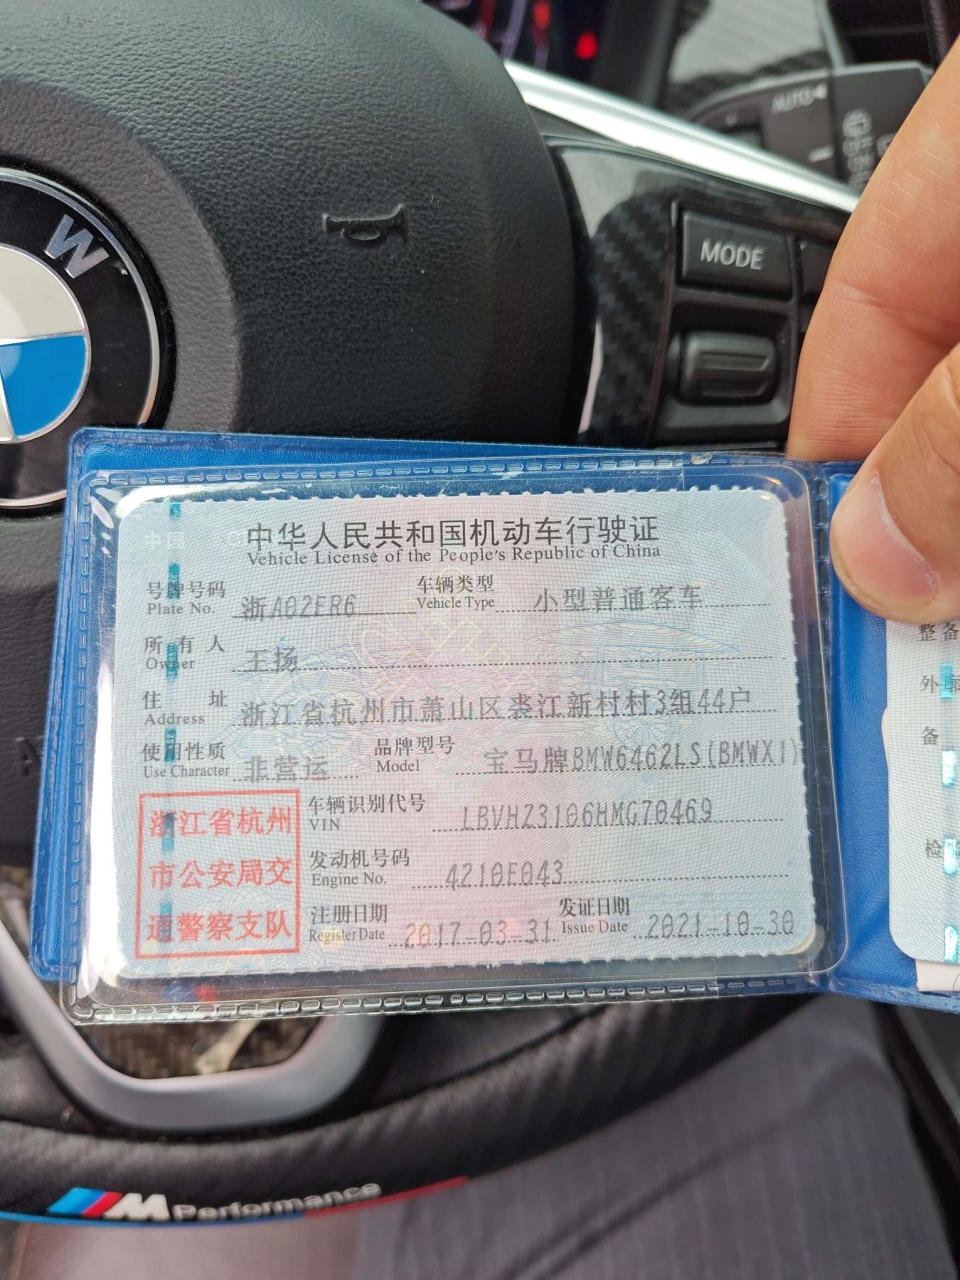 W
AUTO
OFF
ON
MODE
中华人民共和国机动车行驶证
Vehicle License of the People's Republic of China
号牌号码 浙A02ER6 车辆类型 小型普通客车
Plate No. Vehicle Type
所有人 王扬
Owner
住址 浙江省杭州市萧山区裘江新村村3组44户
Address
使用性质 非营运 品牌型号 宝马牌BMW6462LS(BMWX1)
Use Character Model
浙江省杭州
市公安局交
通警察支队
车辆识别代号 LBVHZ3106HMG70469
VIN
发动机号码 4210E043
Engine No.
注册日期 2017-03-31 发证日期 2021-10-30
Register Date Issue Date
整备
备
检
M Performance